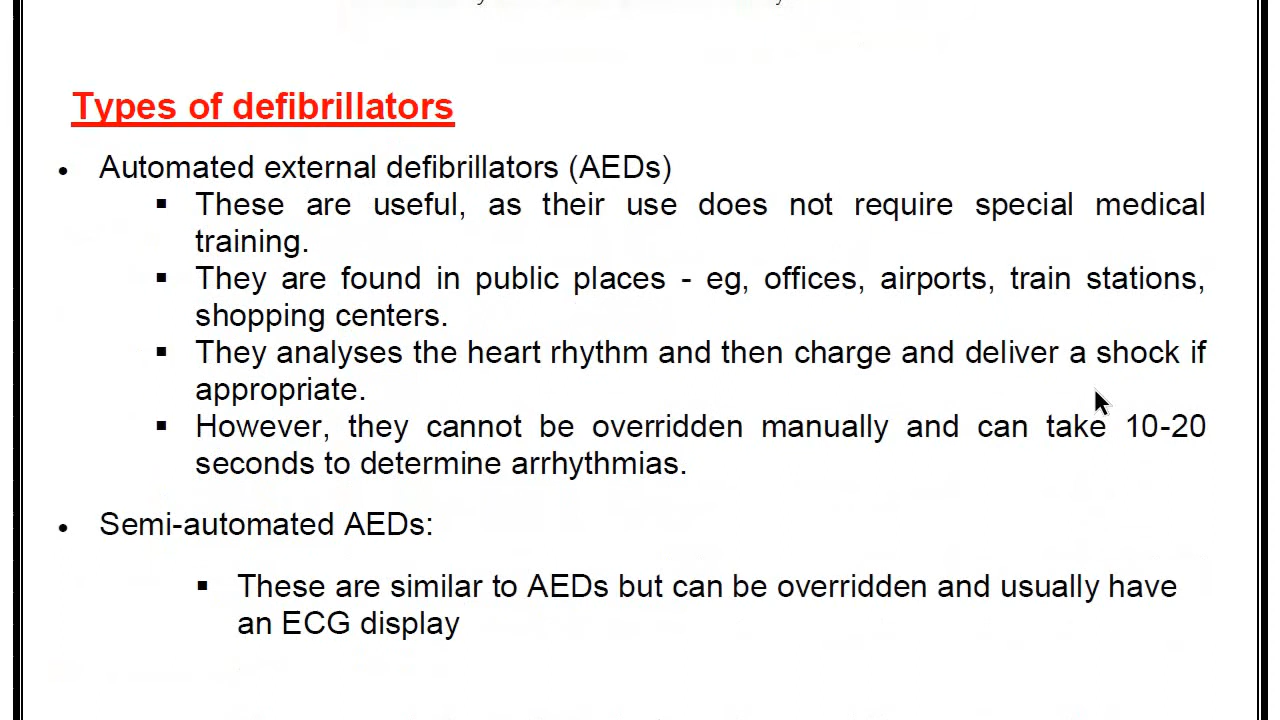 Types of defibrillators
• Automated external defibrillators (AEDs)
▪ These are useful, as their use does not require special medical
training.
▪ They are found in public places - eg, offices, airports, train stations,
shopping centers.
▪ They analyses the heart rhythm and then charge and deliver a shock if
appropriate.
▪ However, they cannot be overridden manually and can take 10-20
seconds to determine arrhythmias.
• Semi-automated AEDs:
▪ These are similar to AEDs but can be overridden and usually have
an ECG display